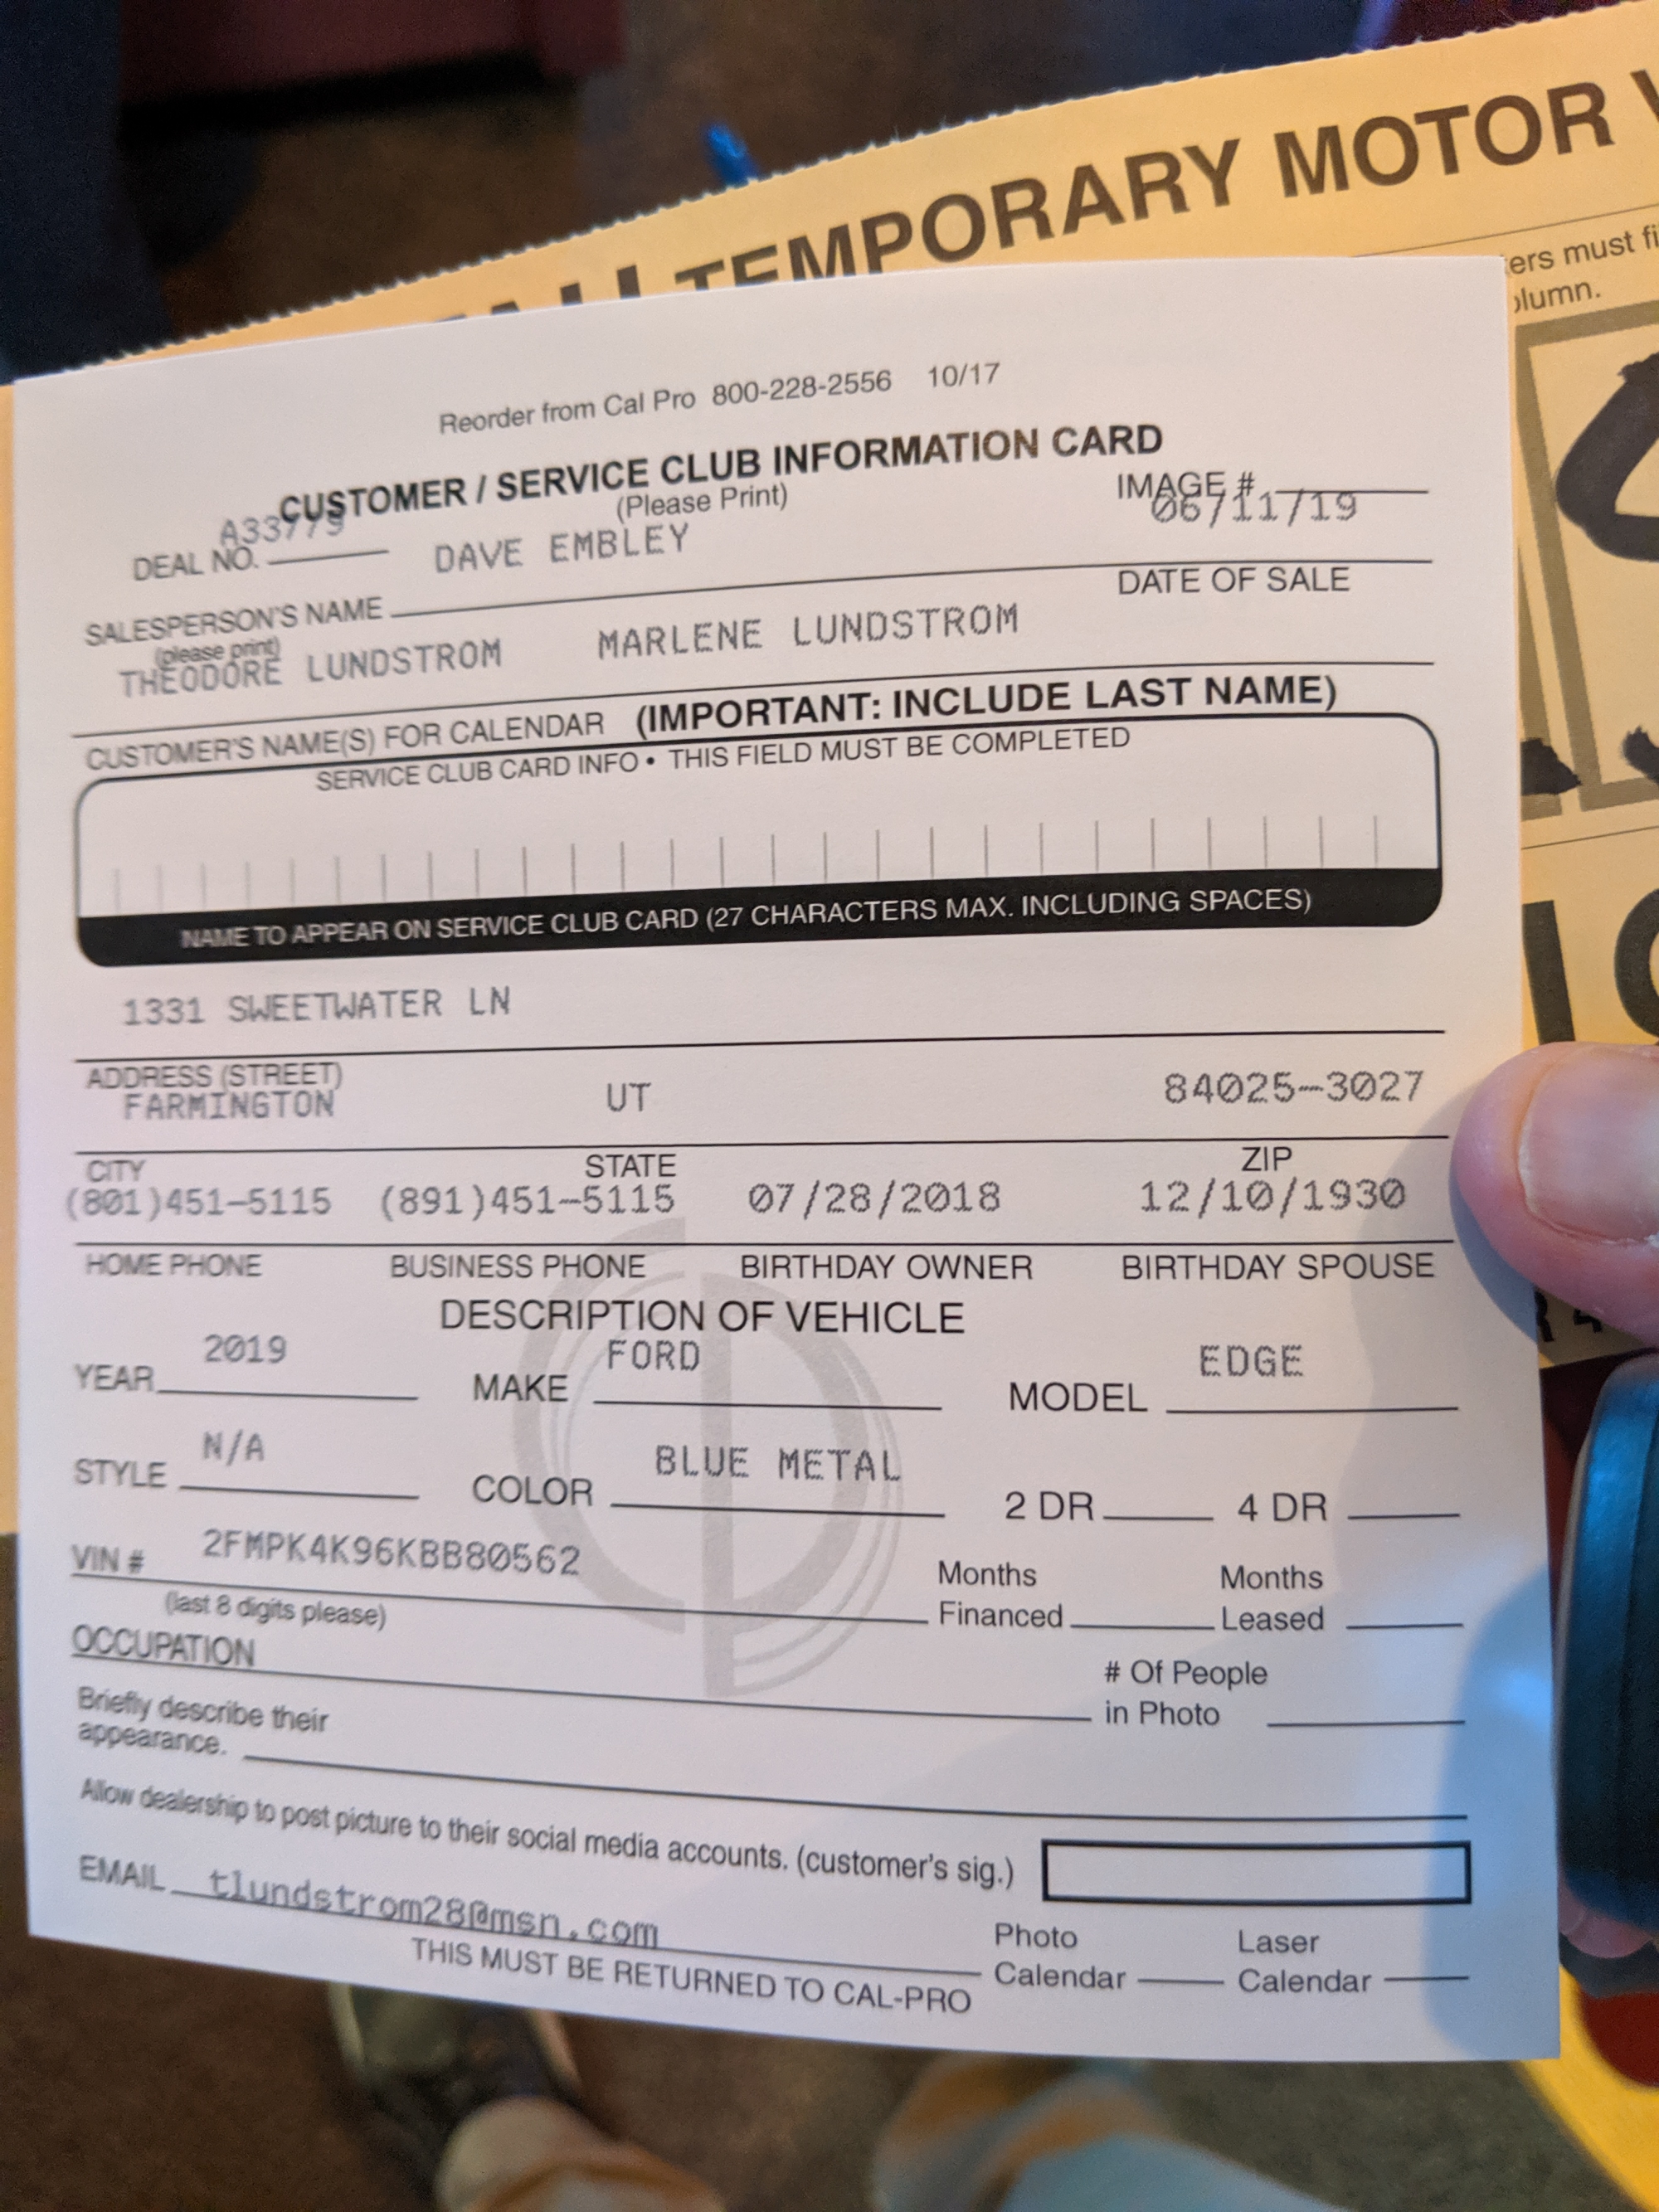 UTAH TEMPORARY MOTOR
ers must fi
olumn.
Reorder from Cal Pro 800-228-2556 10/17
CUSTOMER / SERVICE CLUB INFORMATION CARD
(Please Print)
IMAGE #
A33779 06/11/19
DEAL NO. DAVE EMBLEY
SALESPERSON'S NAME DATE OF SALE
(please print)
THEODORE LUNDSTROM MARLENE LUNDSTROM
CUSTOMER'S NAME(S) FOR CALENDAR (IMPORTANT: INCLUDE LAST NAME)
SERVICE CLUB CARD INFO • THIS FIELD MUST BE COMPLETED
NAME TO APPEAR ON SERVICE CLUB CARD (27 CHARACTERS MAX. INCLUDING SPACES)
1331 SWEETWATER LN
ADDRESS (STREET)
FARMINGTON UT 84025-3027
CITY STATE ZIP
(801)451-5115 (891)451-5115 07/28/2018 12/10/1930
HOME PHONE BUSINESS PHONE BIRTHDAY OWNER BIRTHDAY SPOUSE
DESCRIPTION OF VEHICLE
YEAR 2019 MAKE FORD MODEL EDGE
STYLE N/A COLOR BLUE METAL 2 DR 4 DR
VIN # 2FMPK4K96KBB80562
(last 8 digits please)
Months Financed Months Leased
OCCUPATION
# Of People in Photo
Briefly describe their
appearance.
Allow dealership to post picture to their social media accounts. (customer's sig.)
EMAIL tlundstrom28@msn.com
Photo Calendar Laser Calendar
THIS MUST BE RETURNED TO CAL-PRO